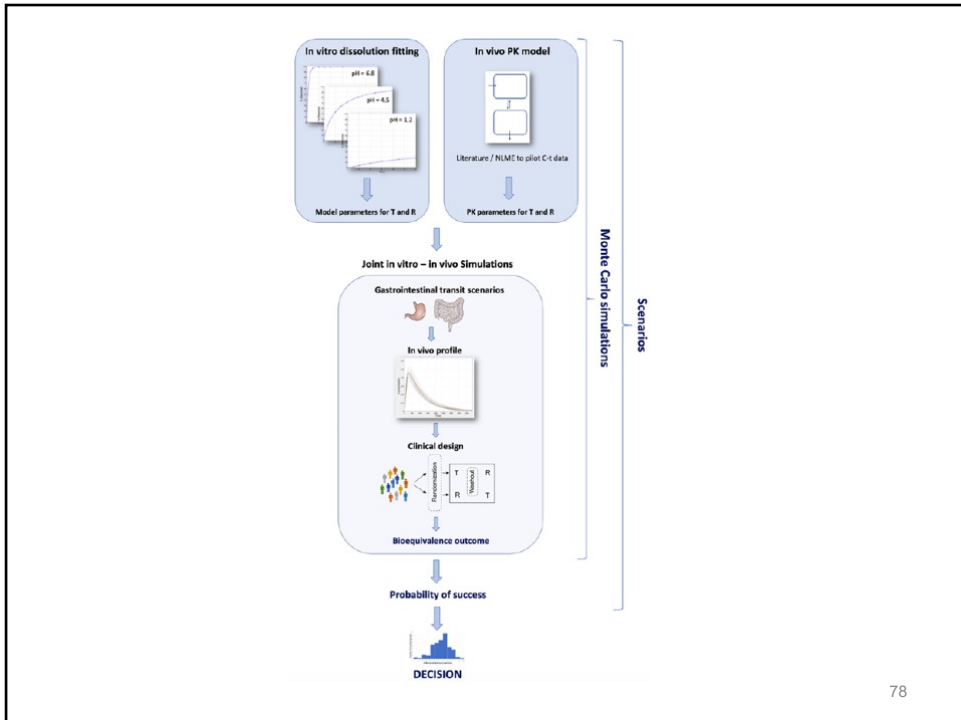 In vitro dissolution fitting
pH = 6.8
pH = 4.5
pH = 1.2
Model parameters for T and R
In vivo PK model
Literature / NLME to pilot C-t data
PK parameters for T and R
Joint in vitro – in vivo Simulations
Gastrointestinal transit scenarios
In vivo profile
Clinical design
Randomization
T
R
Washout
R
T
Bioequivalence outcome
Monte Carlo simulations
Scenarios
Probability of success
DECISION
78